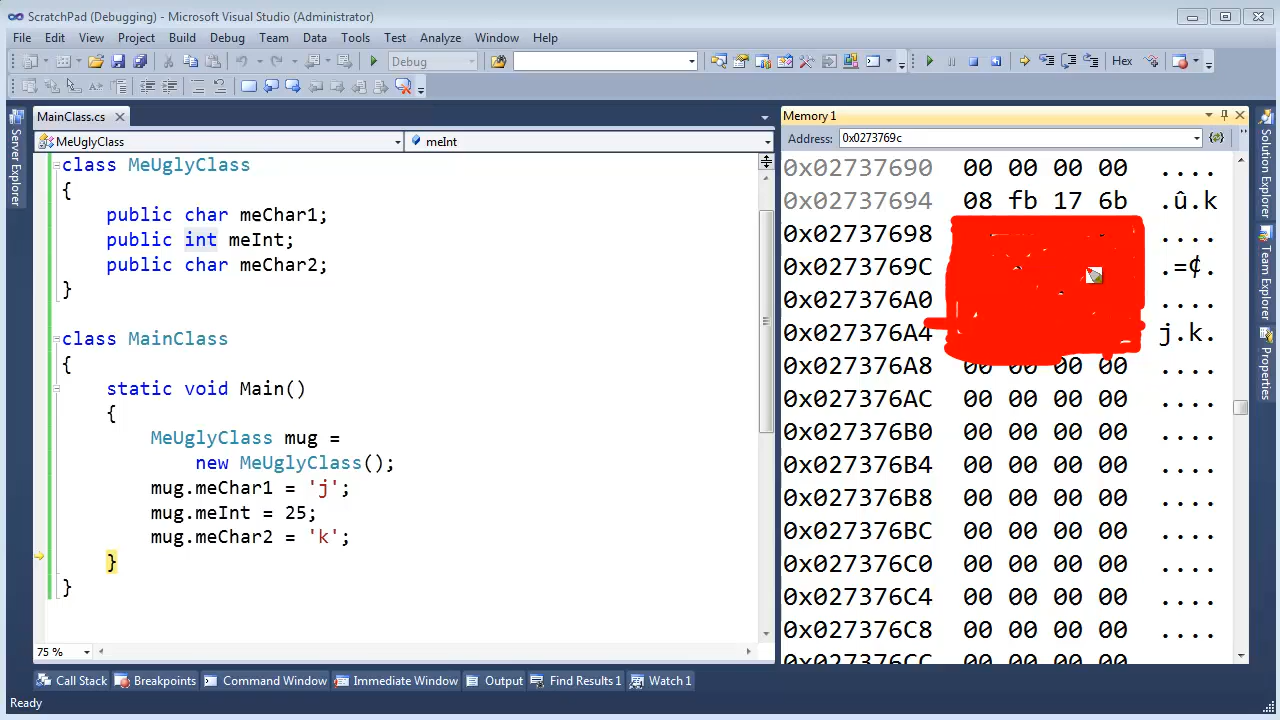 ScratchPad (Debugging) - Microsoft Visual Studio (Administrator)
File Edit View Project Build Debug Team Data Tools Test Analyze Window Help
Debug
Hex
MainClass.cs
MeUglyClass meInt
class MeUglyClass
{
public char meChar1;
public int meInt;
public char meChar2;
}
class MainClass
{
static void Main()
{
MeUglyClass mug =
new MeUglyClass();
mug.meChar1 = 'j';
mug.meInt = 25;
mug.meChar2 = 'k';
}
}
75 %
Server Explorer
Memory 1
Address: 0x0273769c
0x02737690 00 00 00 00 ....
0x02737694 08 fb 17 6b .û.k
0x02737698 ....
0x0273769C .=¢.
0x027376A0 ....
0x027376A4 j.k.
0x027376A8 00 00 00 00 ....
0x027376AC 00 00 00 00 ....
0x027376B0 00 00 00 00 ....
0x027376B4 00 00 00 00 ....
0x027376B8 00 00 00 00 ....
0x027376BC 00 00 00 00 ....
0x027376C0 00 00 00 00 ....
0x027376C4 00 00 00 00 ....
0x027376C8 00 00 00 00 ....
0x027376CC 00 00 00 00 ....
Solution Explorer
Team Explorer
Properties
Call Stack Breakpoints Command Window Immediate Window Output Find Results 1 Watch 1
Ready